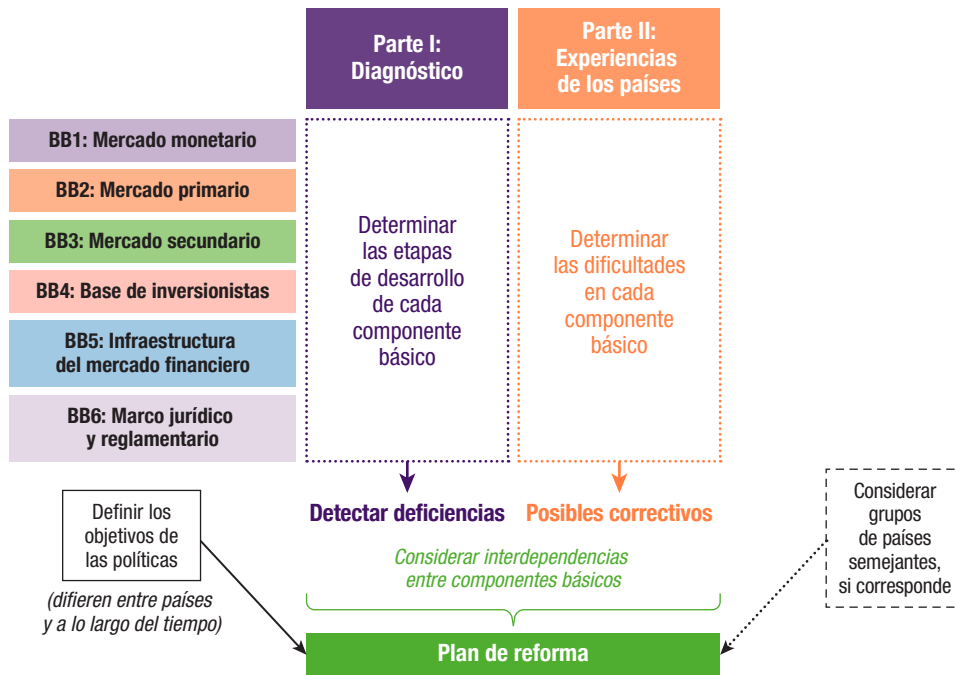 Parte I:
Diagnóstico
Parte II:
Experiencias
de los países
BB1: Mercado monetario
BB2: Mercado primario
BB3: Mercado secundario
BB4: Base de inversionistas
BB5: Infraestructura
del mercado financiero
BB6: Marco jurídico
y reglamentario
Determinar
las etapas
de desarrollo
de cada
componente
básico
Determinar
las dificultades
en cada
componente
básico
Detectar deficiencias
Posibles correctivos
Considerar interdependencias
entre componentes básicos
Definir los
objetivos de
las políticas
(difieren entre países
y a lo largo del tiempo)
Considerar
grupos
de países
semejantes,
si corresponde
Plan de reforma